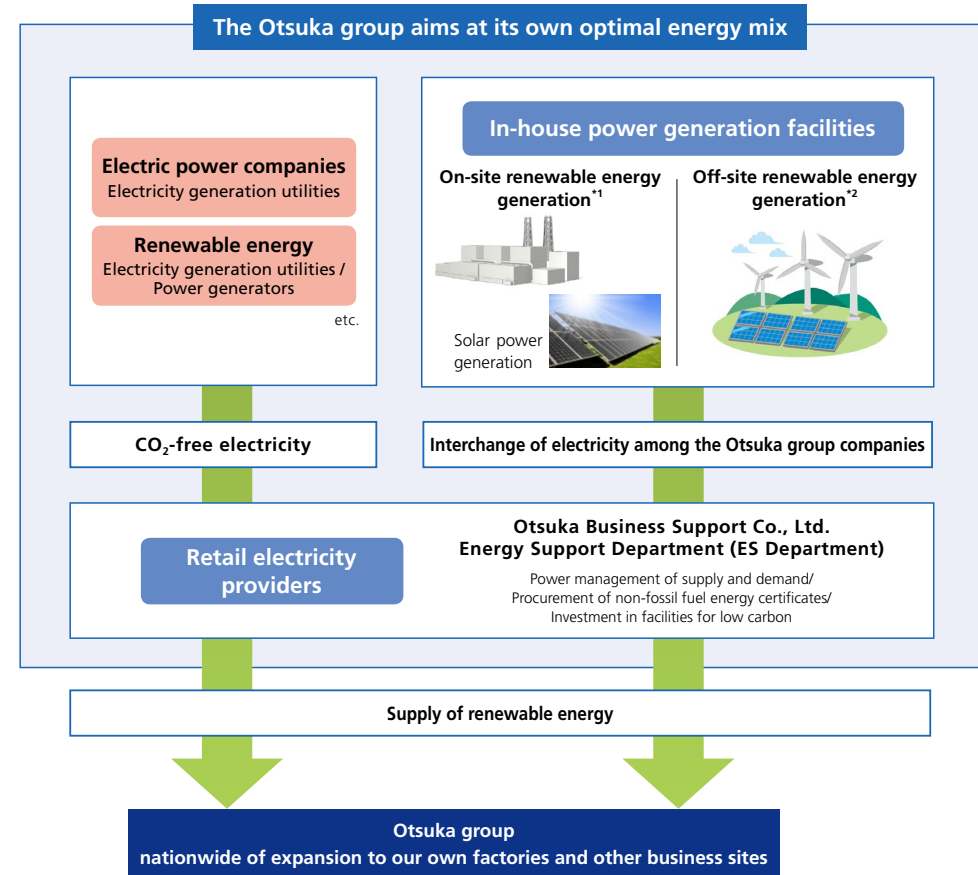 The Otsuka group aims at its own optimal energy mix
Electric power companies
Electricity generation utilities
Renewable energy
Electricity generation utilities /
Power generators
etc.
In-house power generation facilities
On-site renewable energy
generation*1
Solar power
generation
Off-site renewable energy
generation*2
CO₂-free electricity
Interchange of electricity among the Otsuka group companies
Retail electricity
providers
Otsuka Business Support Co., Ltd.
Energy Support Department (ES Department)
Power management of supply and demand/
Procurement of non-fossil fuel energy certificates/
Investment in facilities for low carbon
Supply of renewable energy
Otsuka group
nationwide of expansion to our own factories and other business sites